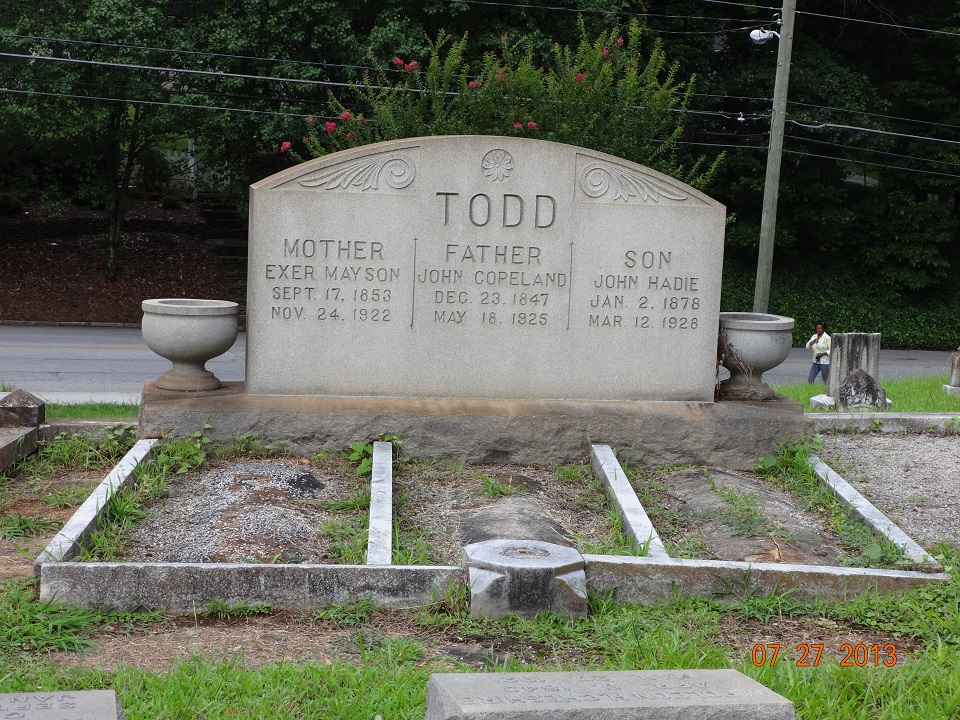 TODD
MOTHER
EXER MAYSON
SEPT. 17, 1853
NOV. 24, 1922
FATHER
JOHN COPELAND
DEC. 23, 1847
MAY 18, 1925
SON
JOHN HADIE
JAN 2, 1878
MAR. 12, 1928
07 27 2013